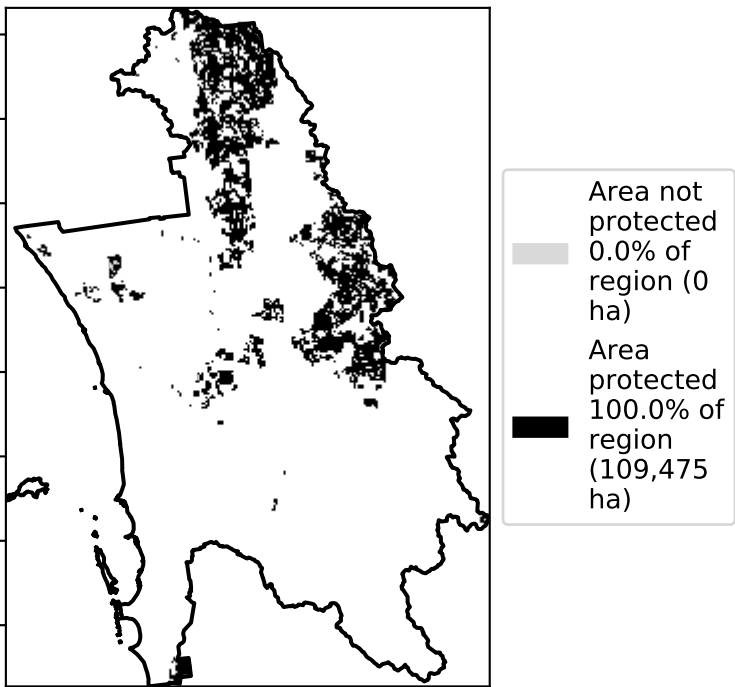 Area not
protected
0.0% of
region (0
ha)
Area
protected
100.0% of
region
(109,475
ha)